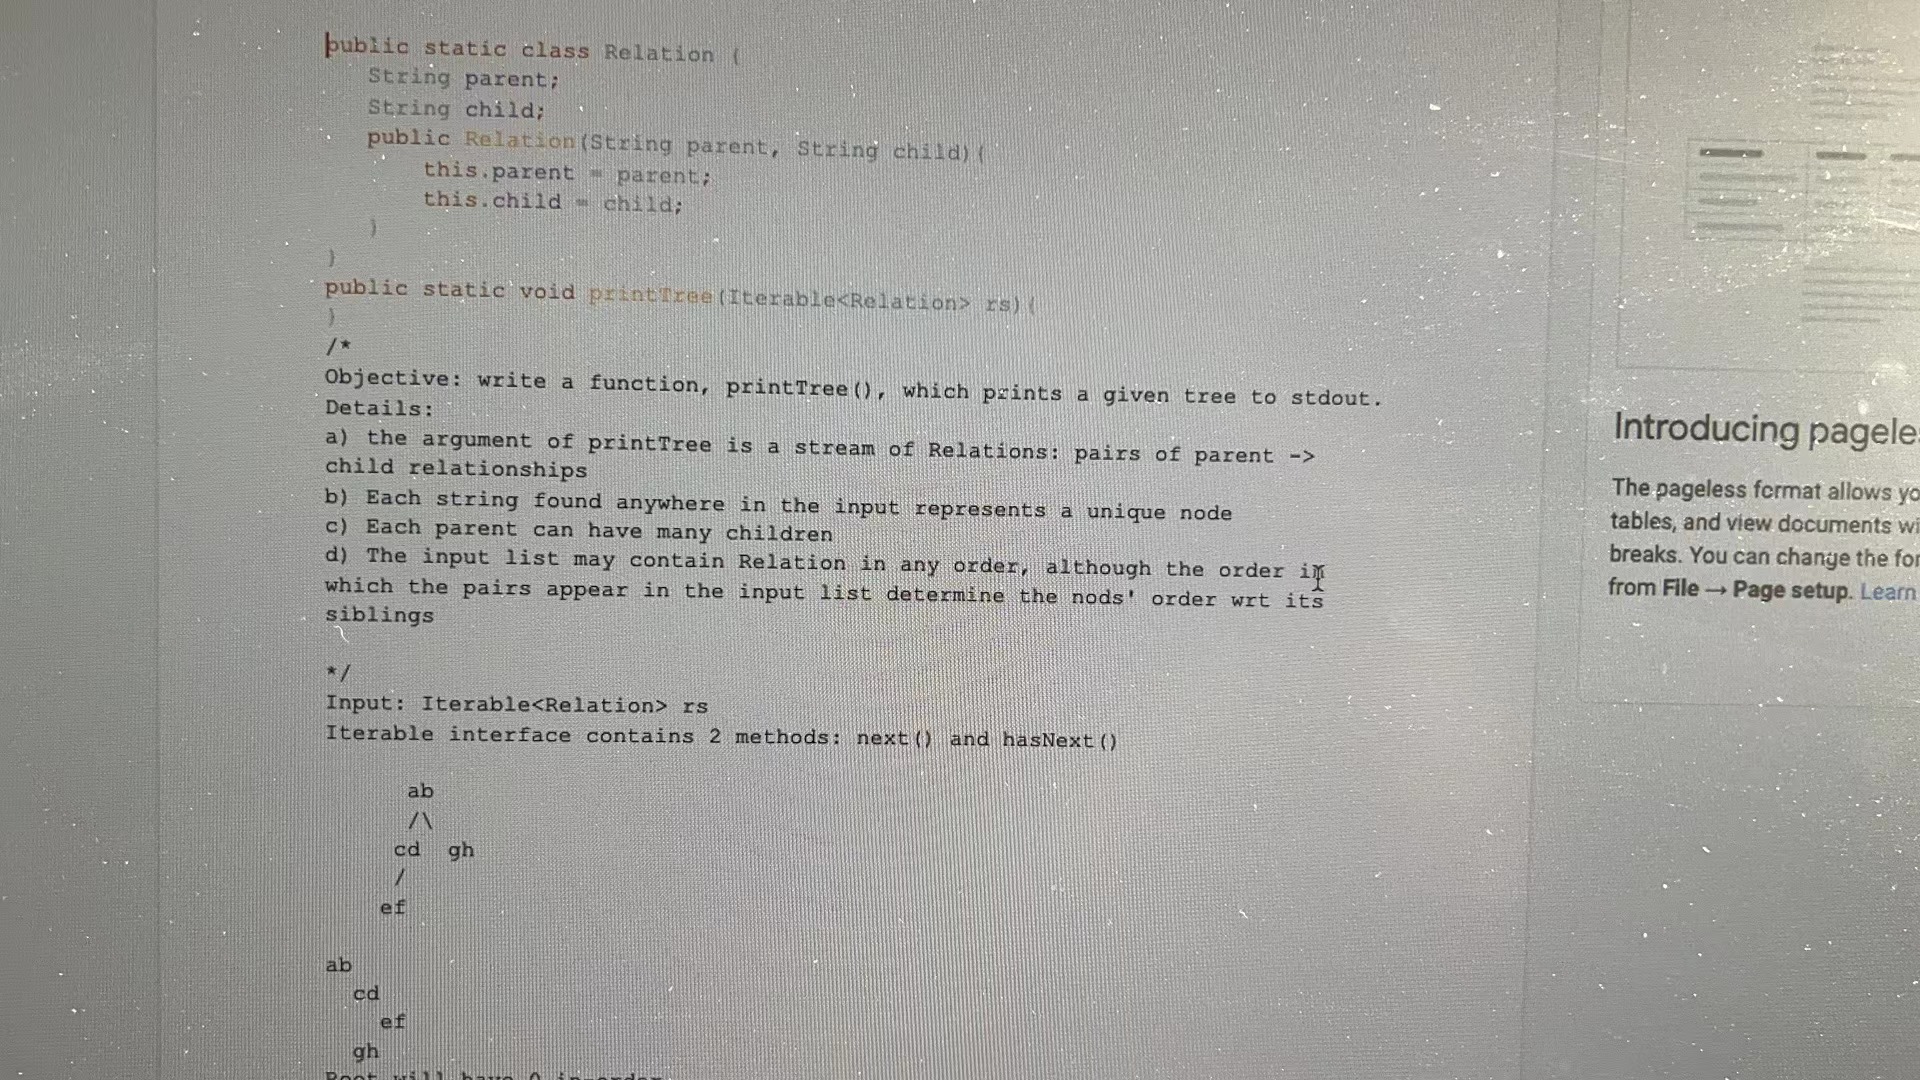 public static class Relation {
String parent;
String child;
public Relation(String parent, String child){
this.parent = parent;
this.child = child;
}
}
public static void printTree(Iterable<Relation> rs){
}
/*
Objective: write a function, printTree(), which prints a given tree to stdout.
Details:
a) the argument of printTree is a stream of Relations: pairs of parent ->
child relationships
b) Each string found anywhere in the input represents a unique node
c) Each parent can have many children
d) The input list may contain Relation in any order, although the order in
which the pairs appear in the input list determine the nods' order wrt its
siblings
*/
Input: Iterable<Relation> rs
Iterable interface contains 2 methods: next() and hasNext()
ab
/\
cd gh
/
ef
ab
cd
ef
gh
Root will have 0 in-order
Introducing pagele
The pageless format allows yo
tables, and view documents wi
breaks. You can change the for
from File → Page setup. Learn